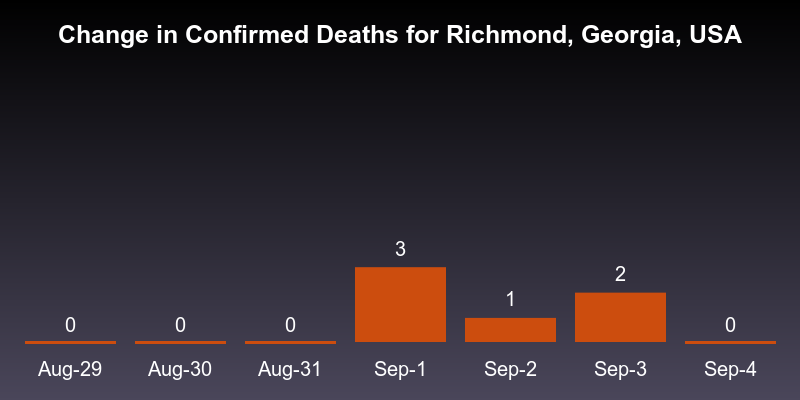 Change in Confirmed Deaths for Richmond, Georgia, USA
0 0 0 3 1 2 0
Aug-29 Aug-30 Aug-31 Sep-1 Sep-2 Sep-3 Sep-4